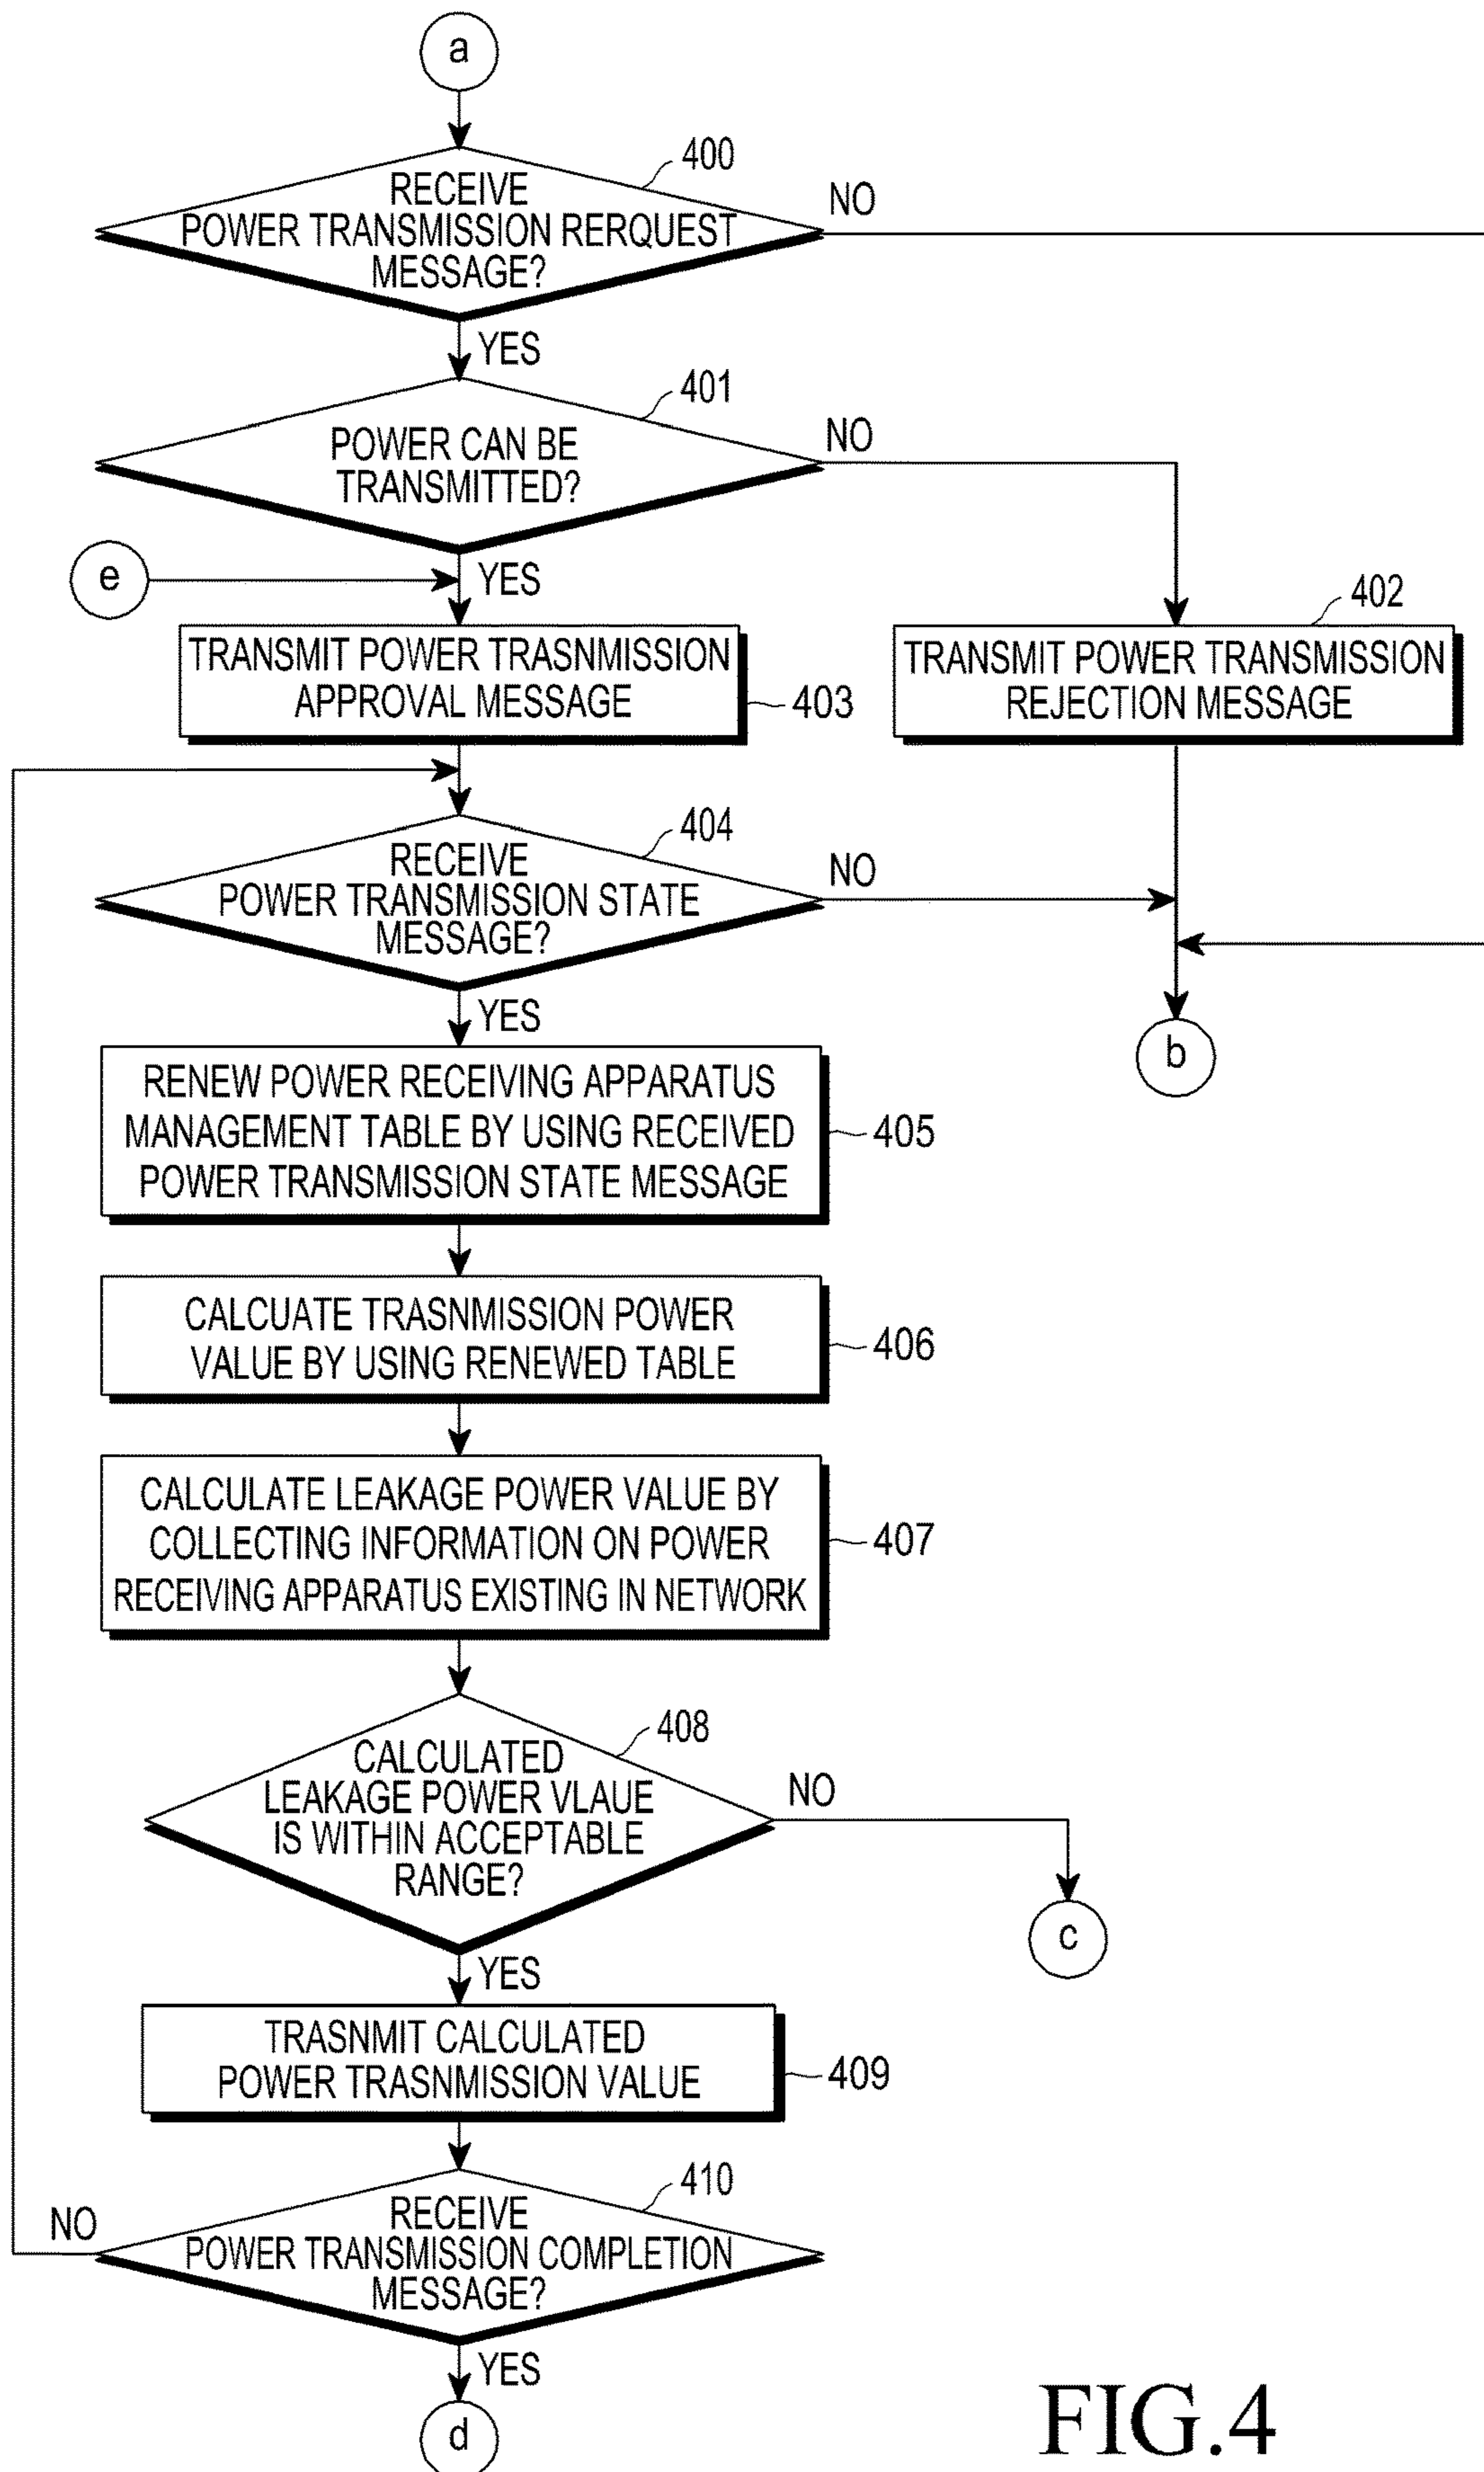 a
400
RECEIVE
POWER TRANSMISSION RERQUEST
MESSAGE?
NO
YES
401
POWER CAN BE
TRANSMITTED?
NO
e
YES
TRANSMIT POWER TRASNMISSION
APPROVAL MESSAGE
403
402
TRANSMIT POWER TRANSMISSION
REJECTION MESSAGE
404
RECEIVE
POWER TRANSMISSION STATE
MESSAGE?
NO
YES
b
RENEW POWER RECEIVING APPARATUS
MANAGEMENT TABLE BY USING RECEIVED
POWER TRANSMISSION STATE MESSAGE
405
CALCUATE TRASNMISSION POWER
VALUE BY USING RENEWED TABLE
406
CALCULATE LEAKAGE POWER VALUE BY
COLLECTING INFORMATION ON POWER
RECEIVING APPARATUS EXISTING IN NETWORK
407
408
CALCULATED
LEAKAGE POWER VLAUE
IS WITHIN ACCEPTABLE
RANGE?
NO
c
YES
TRASNMIT CALCULATED
POWER TRASNMISSION VALUE
409
410
RECEIVE
POWER TRANSMISSION COMPLETION
MESSAGE?
NO
YES
d
FIG.4